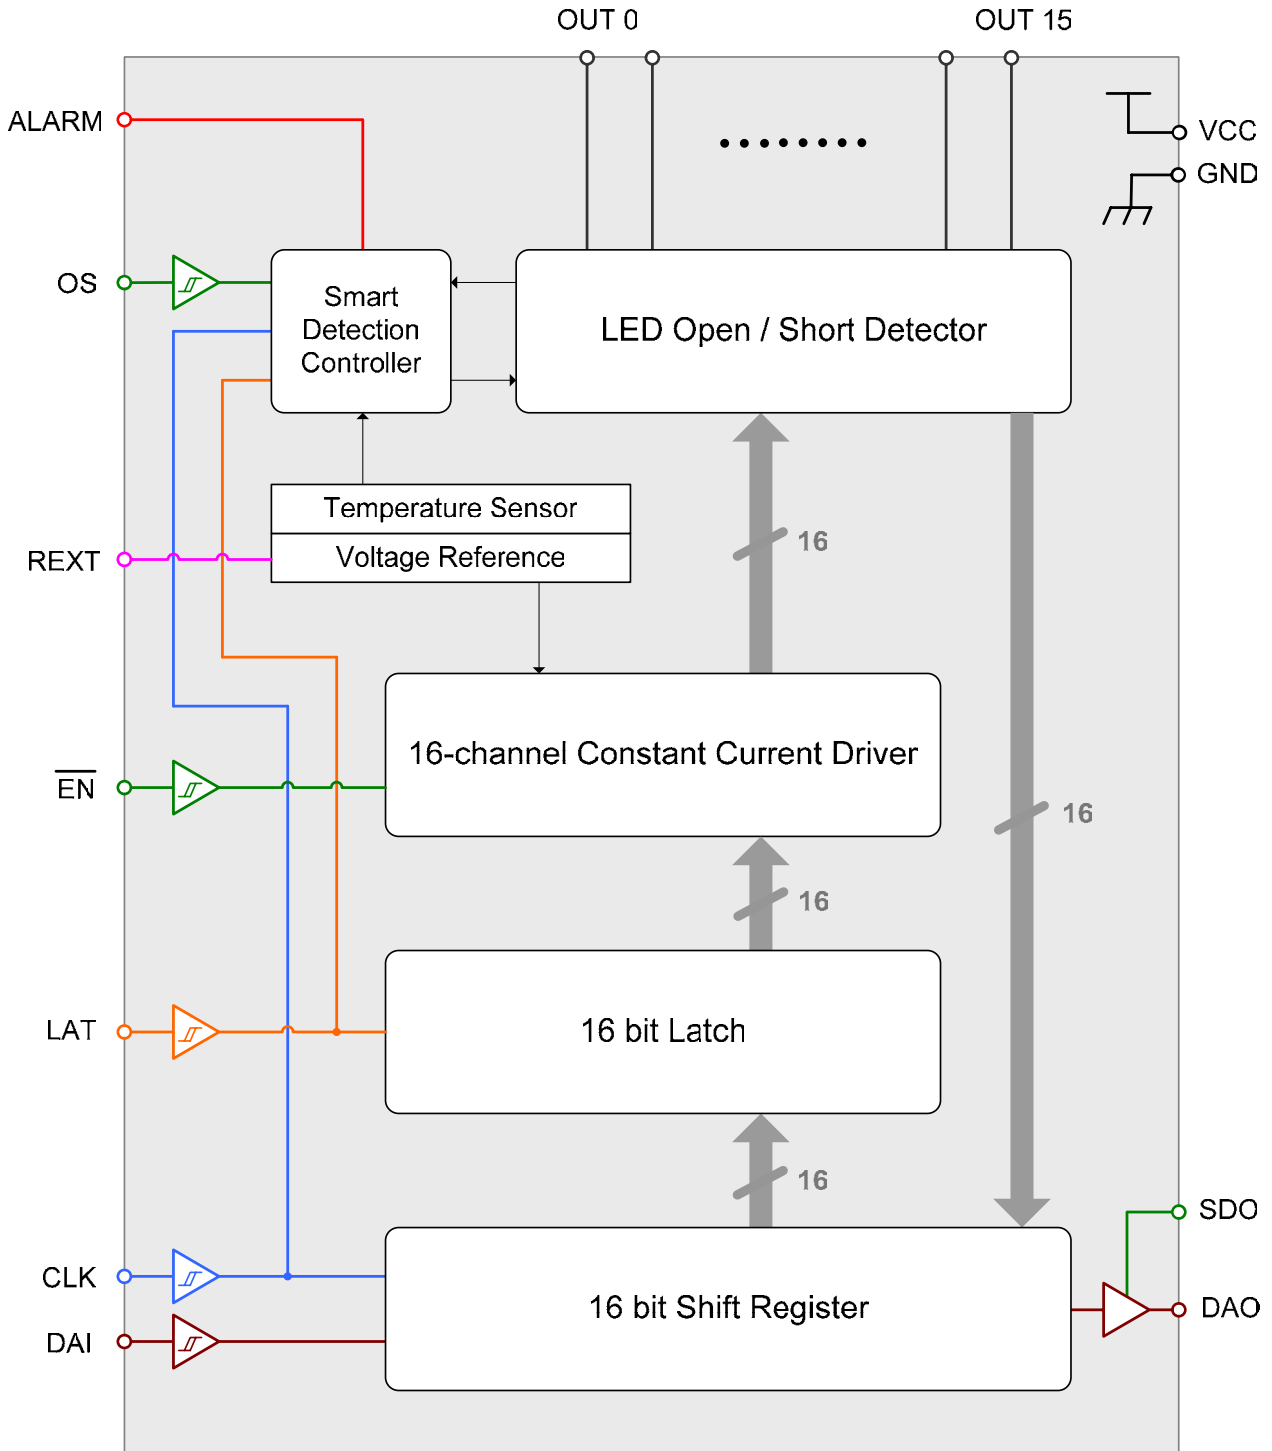 OUT 0
OUT 15
ALARM
VCC
GND
OS
Smart
Detection
Controller
LED Open / Short Detector
Temperature Sensor
16
REXT
Voltage Reference
16-channel Constant Current Driver
EN
16
16
LAT
16 bit Latch
16
SDO
CLK
16 bit Shift Register
DAO
DAI